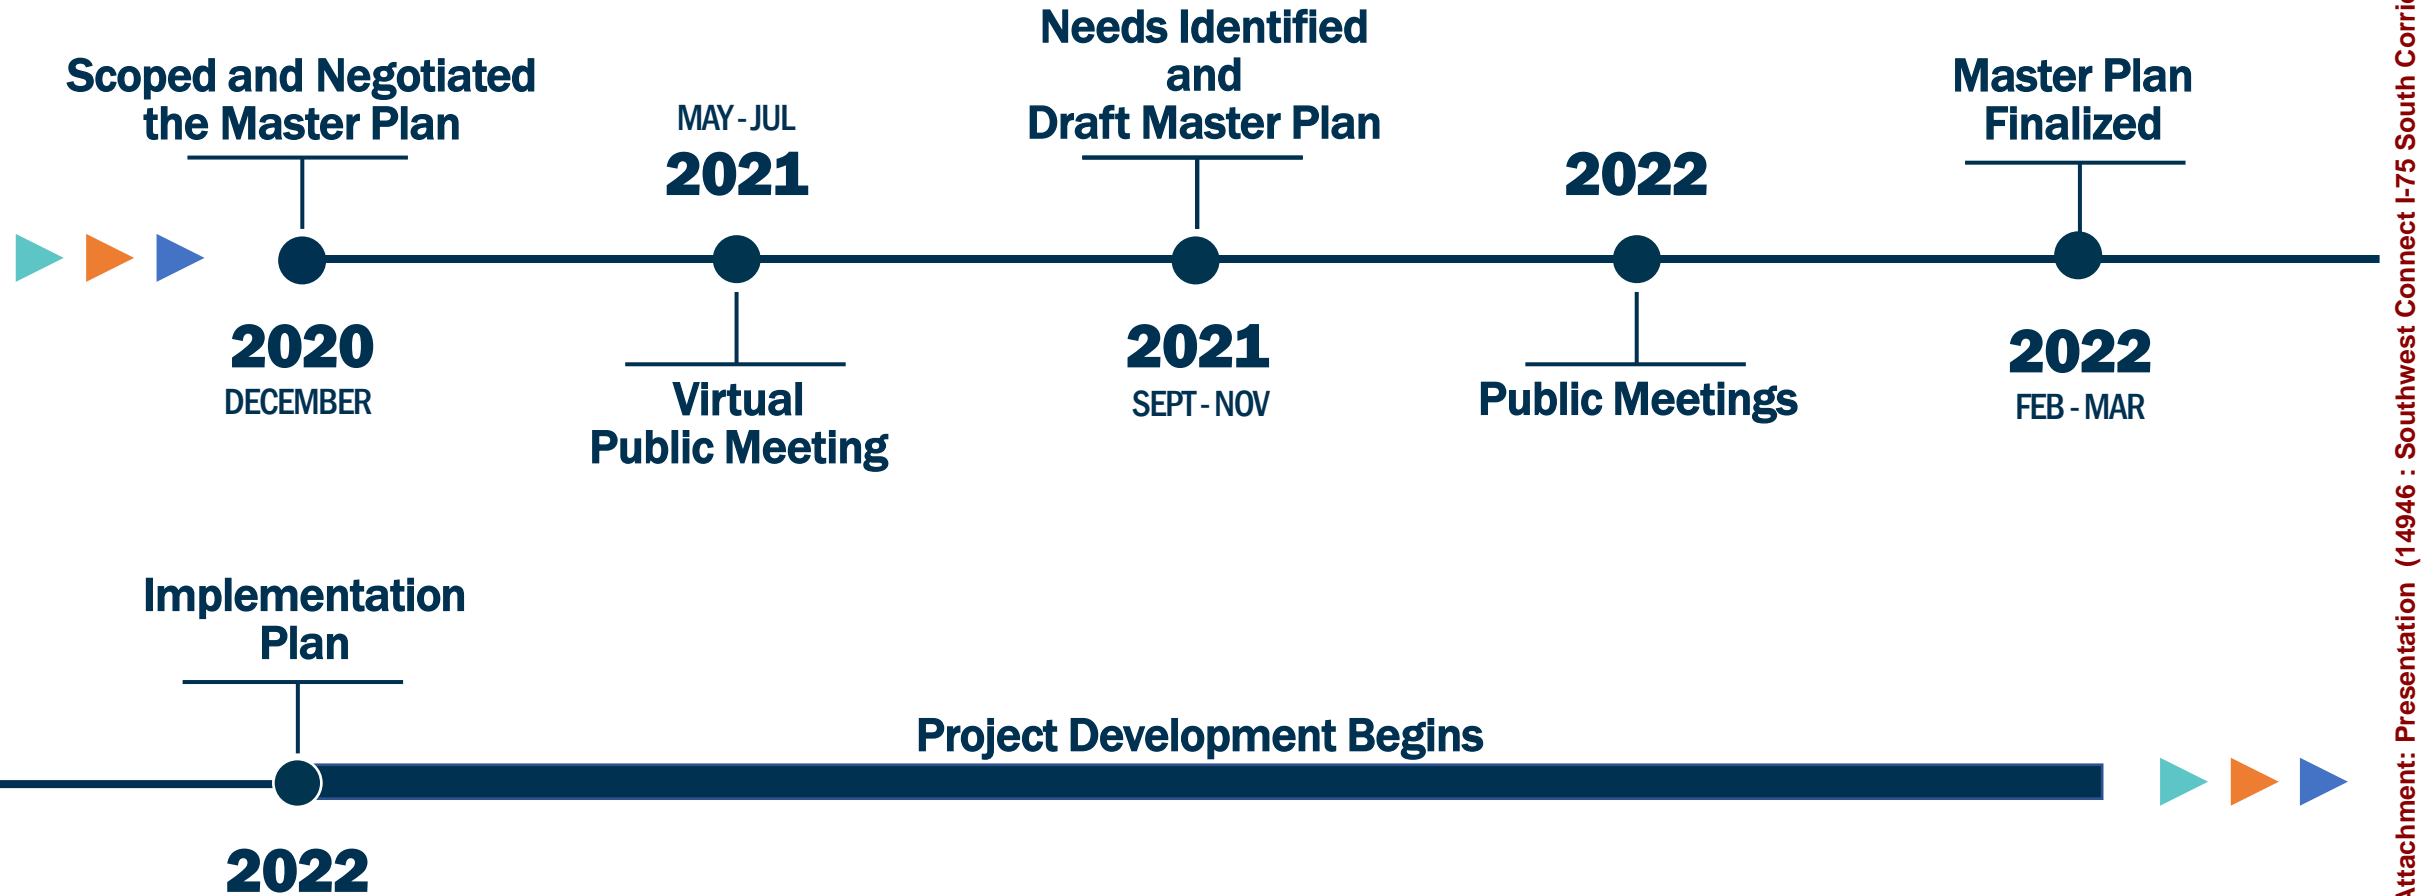 Scoped and Negotiated
the Master Plan
2020
DECEMBER
MAY - JUL
2021
Virtual
Public Meeting
Needs Identified
and
Draft Master Plan
2021
SEPT - NOV
2022
Public Meetings
Master Plan
Finalized
2022
FEB - MAR
Implementation
Plan
2022
Project Development Begins
Attachment: Presentation (14946 : Southwest Connect I-75 South